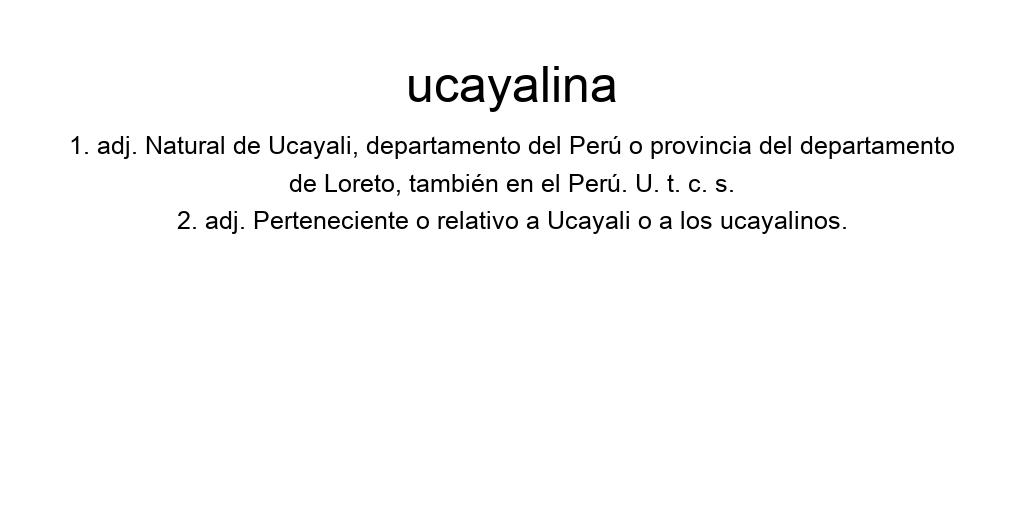 ucayalina
1. adj. Natural de Ucayali, departamento del Perú o provincia del departamento
de Loreto, también en el Perú. U. t. c. s.
2. adj. Perteneciente o relativo a Ucayali o a los ucayalinos.